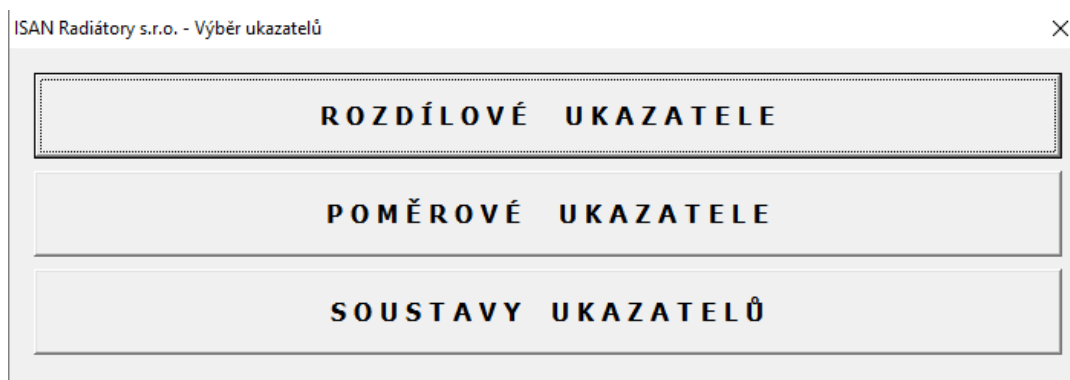 ISAN Radiátory s.r.o. - Výběr ukazatelů
ROZDÍLOVÉ UKAZATELE
POMĚROVÉ UKAZATELE
SOUSTAVY UKAZATELŮ